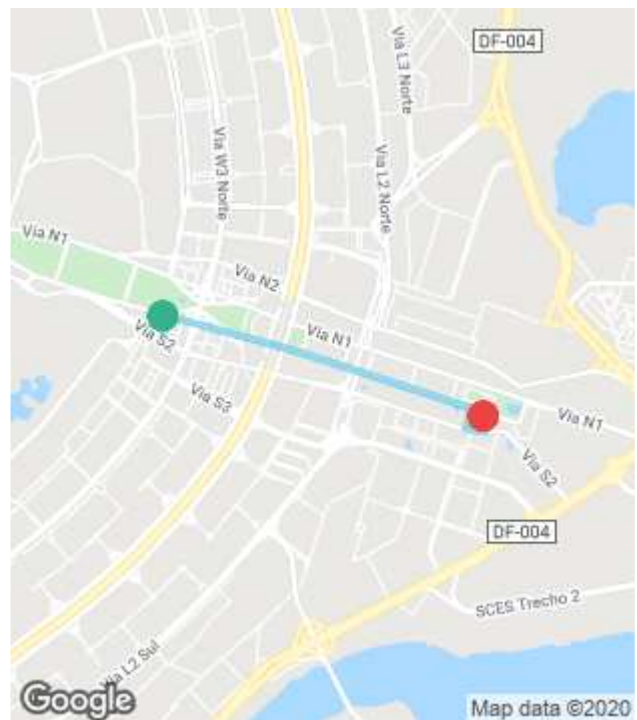 DF-004
Via L3 Norte
Via W3 Norte
Via L2 Norte
Via N1
Via N2
Via N1
Via S2
Via S3
Via N1
Via S2
DF-004
SCES Trecho 2
Via L2 Sul
Google
Map data ©2020